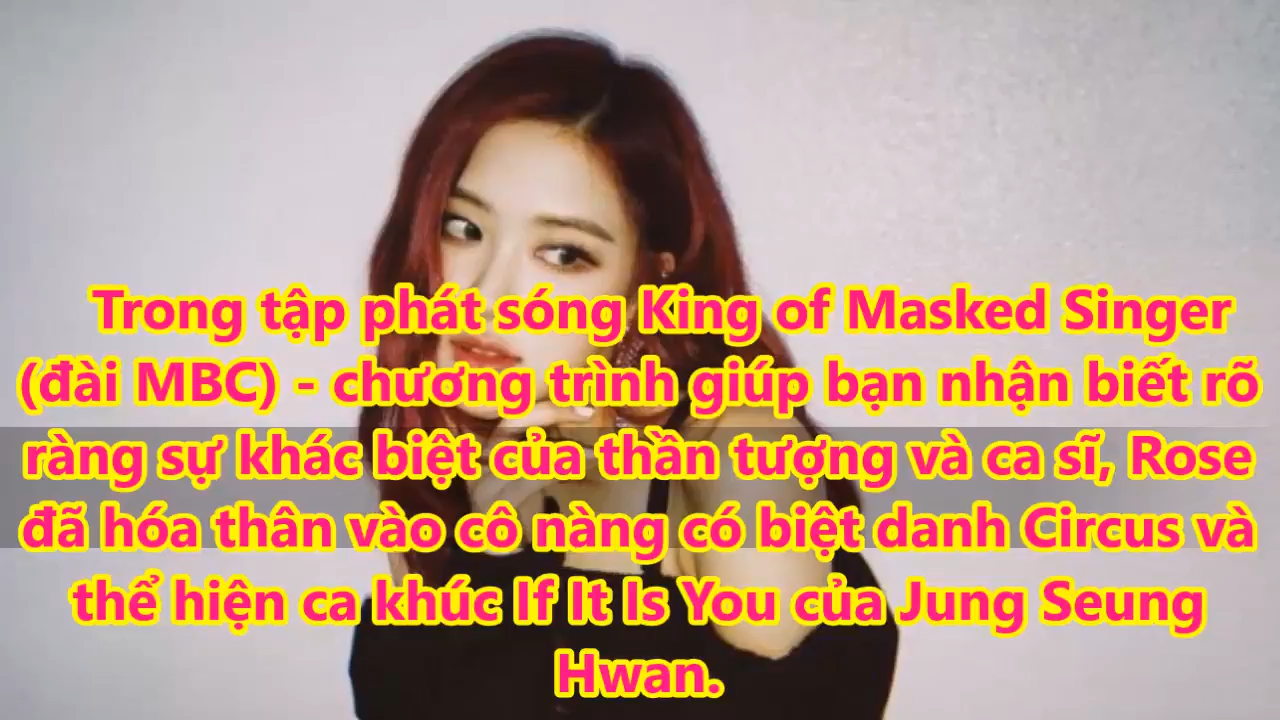 Trong tập phát sóng King of Masked Singer
(đài MBC) - chương trình giúp bạn nhận biết rõ
ràng sự khác biệt của thần tượng và ca sĩ, Rose
đã hóa thân vào cô nàng có biệt danh Circus và
thể hiện ca khúc If It Is You của Jung Seung
Hwan.